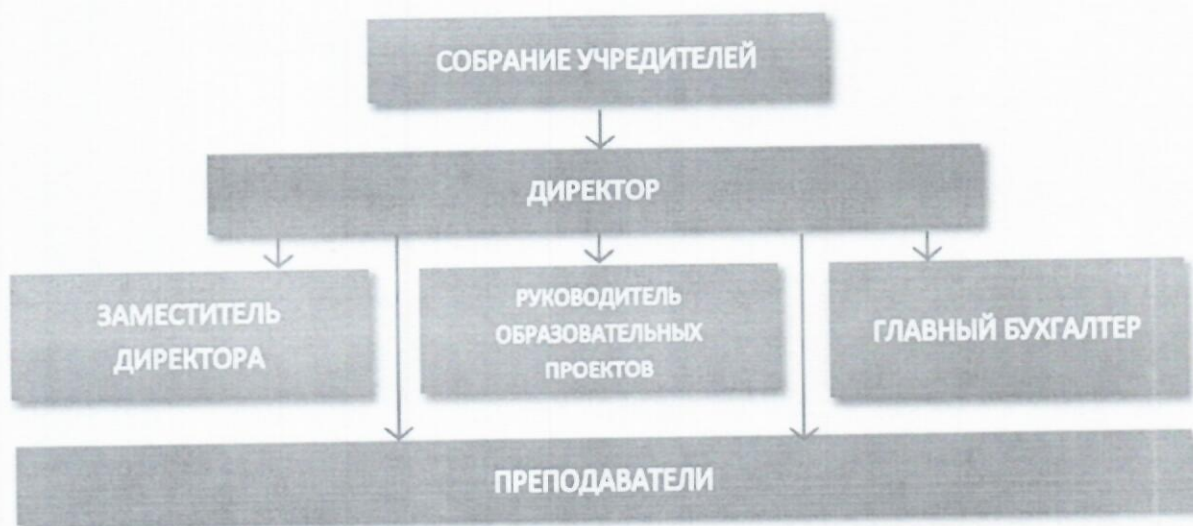 СОБРАНИЕ УЧРЕДИТЕЛЕЙ
ДИРЕКТОР
ЗАМЕСТИТЕЛЬ
ДИРЕКТОРА
РУКОВОДИТЕЛЬ
ОБРАЗОВАТЕЛЬНЫХ
ПРОЕКТОВ
ГЛАВНЫЙ БУХГАЛТЕР
ПРЕПОДАВАТЕЛИ